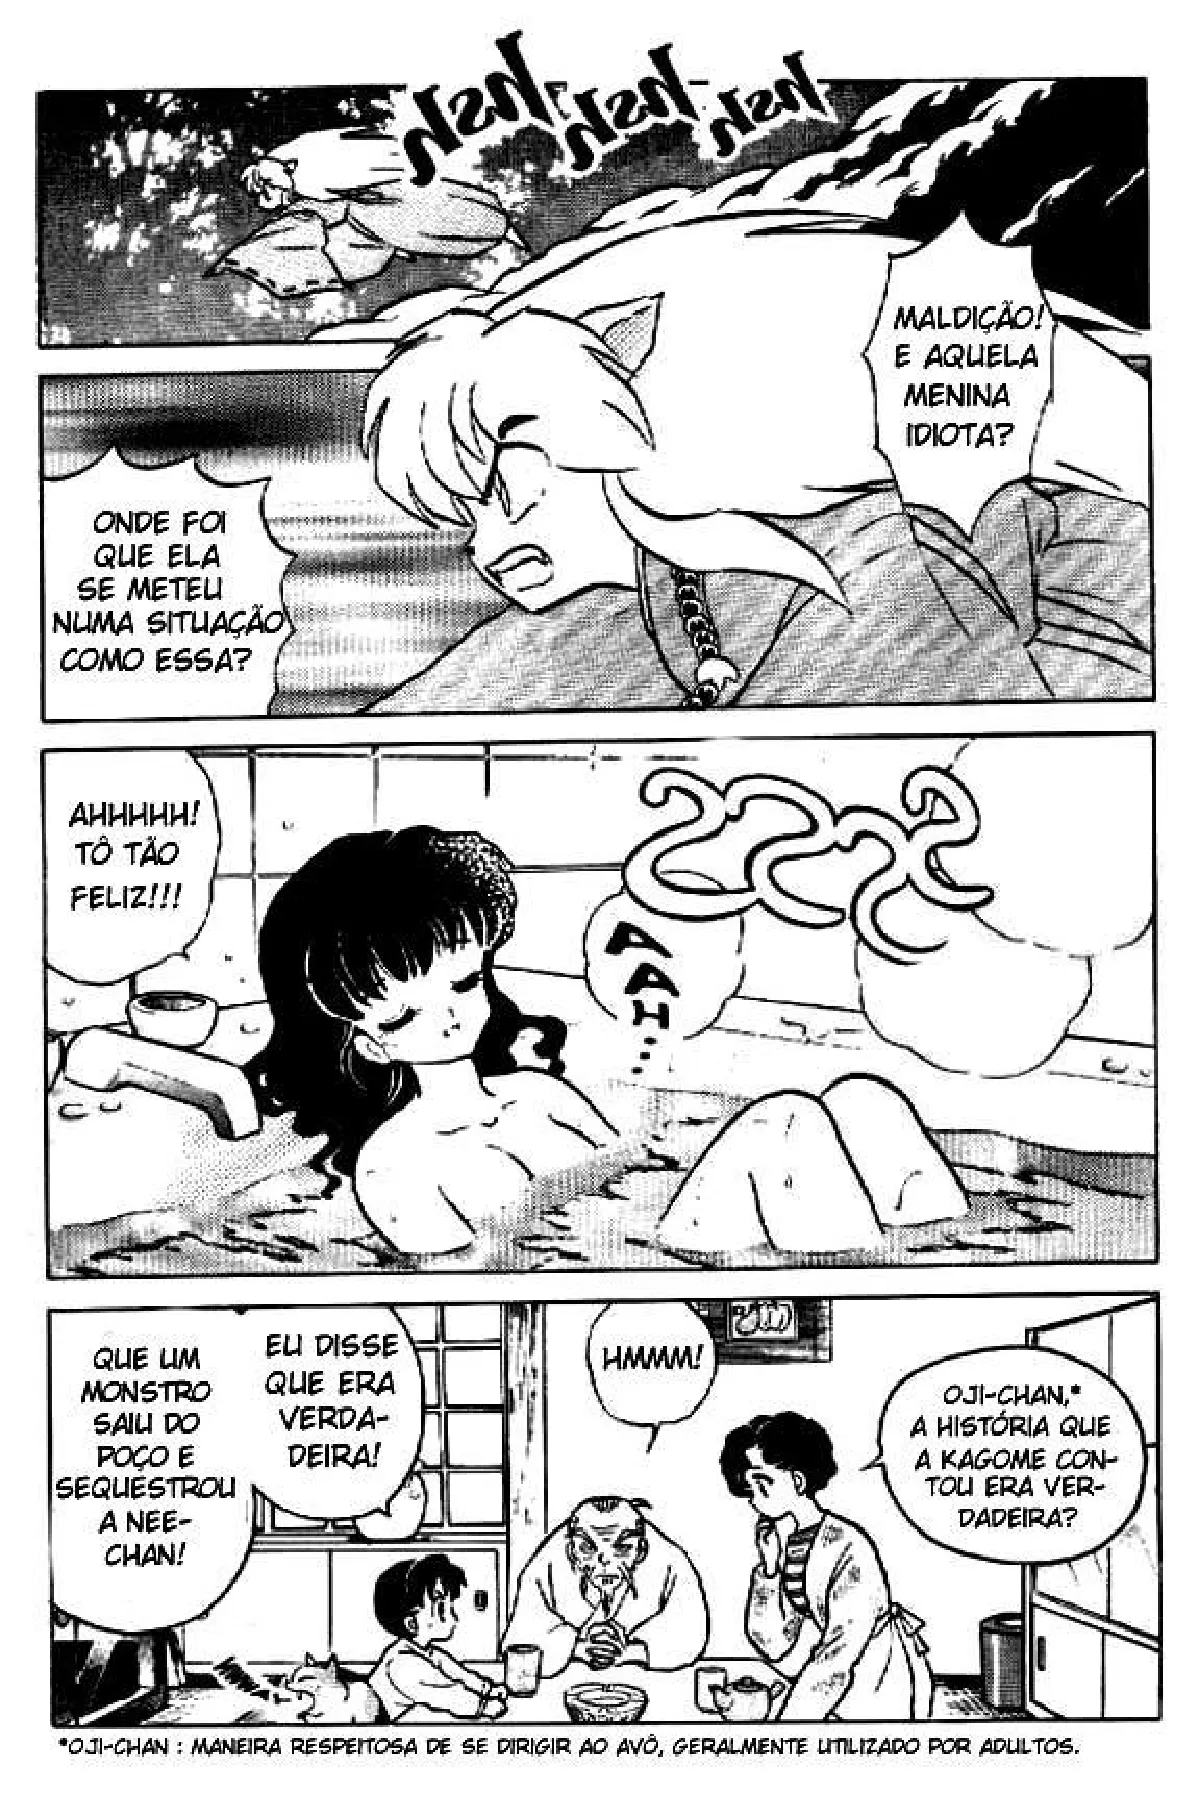 MALDIÇÃO!
E AQUELA
MENINA
IDIOTA?
ONDE FOI
QUE ELA
SE METEU
NUMA SITUAÇÃO
COMO ESSA?
AHHHHH!
TÔ TÃO
FELIZ!!!
AAH...
QUE UM
MONSTRO
SAIU DO
POÇO E
SEQUESTROU
A NEE-
CHAN!
EU DISSE
QUE ERA
VERDA-
DEIRA!
HMMM!
OJI-CHAN,*
A HISTÓRIA QUE
A KAGOME CON-
TOU ERA VER-
DADEIRA?
*OJI-CHAN : MANEIRA RESPEITOSA DE SE DIRIGIR AO AVÔ, GERALMENTE UTILIZADO POR ADULTOS.